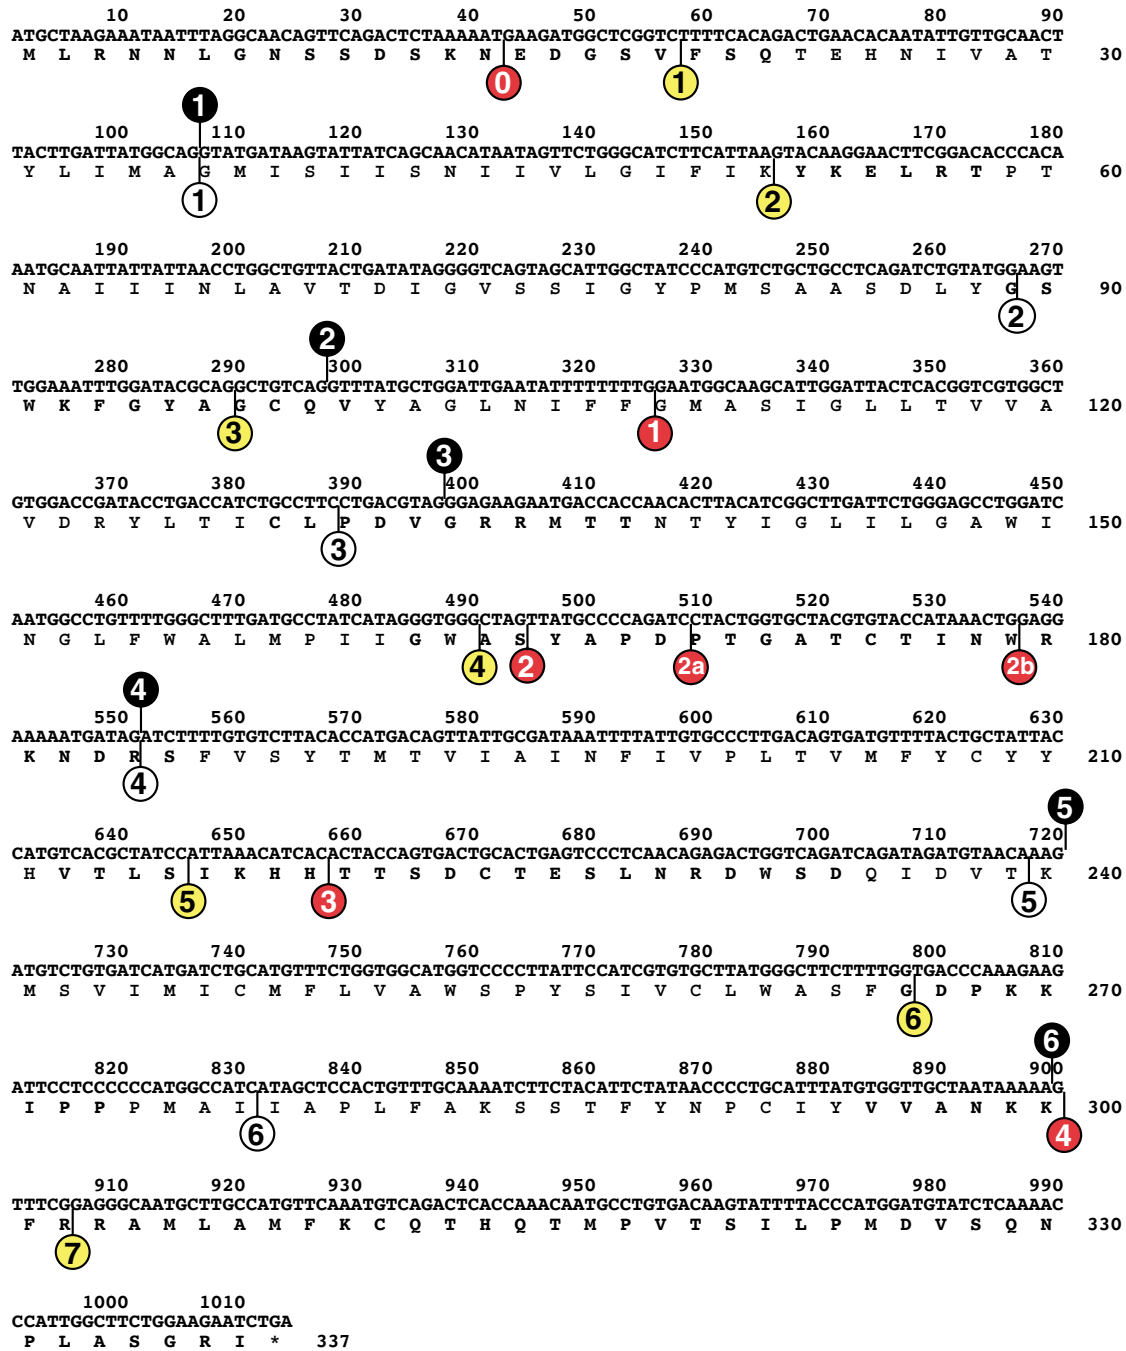 10 20 30 40 50 60 70 80 90
ATGCTAAGAAATAATTTAGGCAACAGTTCAGACTCTAAAAATGAAGATGGCTCGGTCTTTTCACAGACTGAACACAATATTGTTGCAACT
M L R N N L G N S S D S K N E D G S V F S Q T E H N I V A T 30
0 1
1
100 110 120 130 140 150 160 170 180
TACTTGATTATGGCAGGTATGATAAGTATTATCAGCAACATAATAGTTCTGGGCATCTTCATTAAGTACAAGGAACTTCGGACACCCACA
Y L I M A G M I S I I S N I I V L G I F I K Y K E L R T P T 60
1 2
190 200 210 220 230 240 250 260 270
AATGCAATTATTATTAACCTGGCTGTTACTGATATAGGGGTCAGTAGCATTGGCTATCCCATGTCTGCTGCCTCAGATCTGTATGGAAGT
N A I I I N L A V T D I G V S S I G Y P M S A A S D L Y G S 90
2
2
280 290 300 310 320 330 340 350 360
TGGAAATTTGGATACGCAGGCTGTCAGGTTTATGCTGGATTGAATATTTTTTTTGGAATGGCAAGCATTGGATTACTCACGGTCGTGGCT
W K F G Y A G C Q V Y A G L N I F F G M A S I G L L T V V A 120
3 1
3
370 380 390 400 410 420 430 440 450
GTGGACCGATACCTGACCATCTGCCTTCCTGACGTAGGGAGAAGAATGACCACCAACACTTACATCGGCTTGATTCTGGGAGCCTGGATC
V D R Y L T I C L P D V G R R M T T N T Y I G L I L G A W I 150
3
460 470 480 490 500 510 520 530 540
AATGGCCTGTTTTGGGCTTTGATGCCTATCATAGGGTGGGCTAGTTATGCCCCAGATCCTACTGGTGCTACGTGTACCATAAACTGGAGG
N G L F W A L M P I I G W A S Y A P D P T G A T C T I N W R 180
4 2 2a 2b
4
550 560 570 580 590 600 610 620 630
AAAAATGATAGATCTTTTGTGTCTTACACCATGACAGTTATTGCGATAAATTTTATTGTGCCCTTGACAGTGATGTTTTACTGCTATTAC
K N D R S F V S Y T M T V I A I N F I V P L T V M F Y C Y Y 210
4
5
640 650 660 670 680 690 700 710 720
CATGTCACGCTATCCATTAAACATCACACTACCAGTGACTGCACTGAGTCCCTCAACAGAGACTGGTCAGATCAGATAGATGTAACAAAG
H V T L S I K H H T T S D C T E S L N R D W S D Q I D V T K 240
5 3 5
730 740 750 760 770 780 790 800 810
ATGTCTGTGATCATGATCTGCATGTTTCTGGTGGCATGGTCCCCTTATTCCATCGTGTGCTTATGGGCTTCTTTTGGTGACCCAAAGAAG
M S V I M I C M F L V A W S P Y S I V C L W A S F G D P K K 270
6
6
820 830 840 850 860 870 880 890 900
ATTCCTCCCCCCATGGCCATCATAGCTCCACTGTTTGCAAAATCTTCTACATTCTATAACCCCTGCATTTATGTGGTTGCTAATAAAAAG
I P P P M A I I A P L F A K S S T F Y N P C I Y V V A N K K 300
6 4
910 920 930 940 950 960 970 980 990
TTTCGGAGGGCAATGCTTGCCATGTTCAAATGTCAGACTCACCAAACAATGCCTGTGACAAGTATTTTACCCATGGATGTATCTCAAAAC
F R R A M L A M F K C Q T H Q T M P V T S I L P M D V S Q N 330
7
1000 1010
CCATTGGCTTCTGGAAGAATCTGA
P L A S G R I * 337